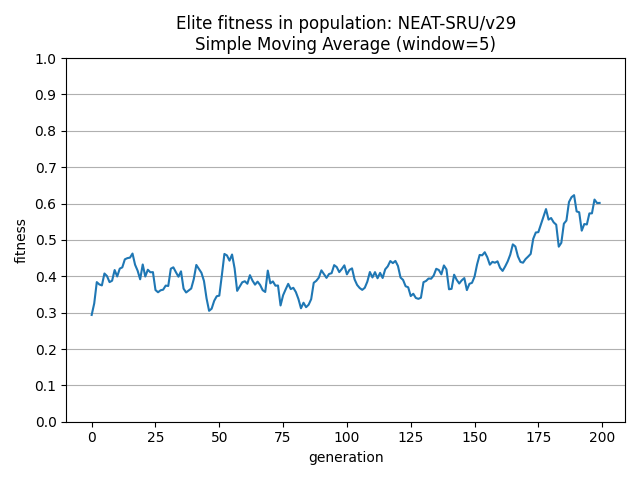 Elite fitness in population: NEAT-SRU/v29
Simple Moving Average (window=5)
1.0
0.9
0.8
0.7
0.6
0.5
0.4
0.3
0.2
0.1
0.0
fitness
0 25 50 75 100 125 150 175 200
generation